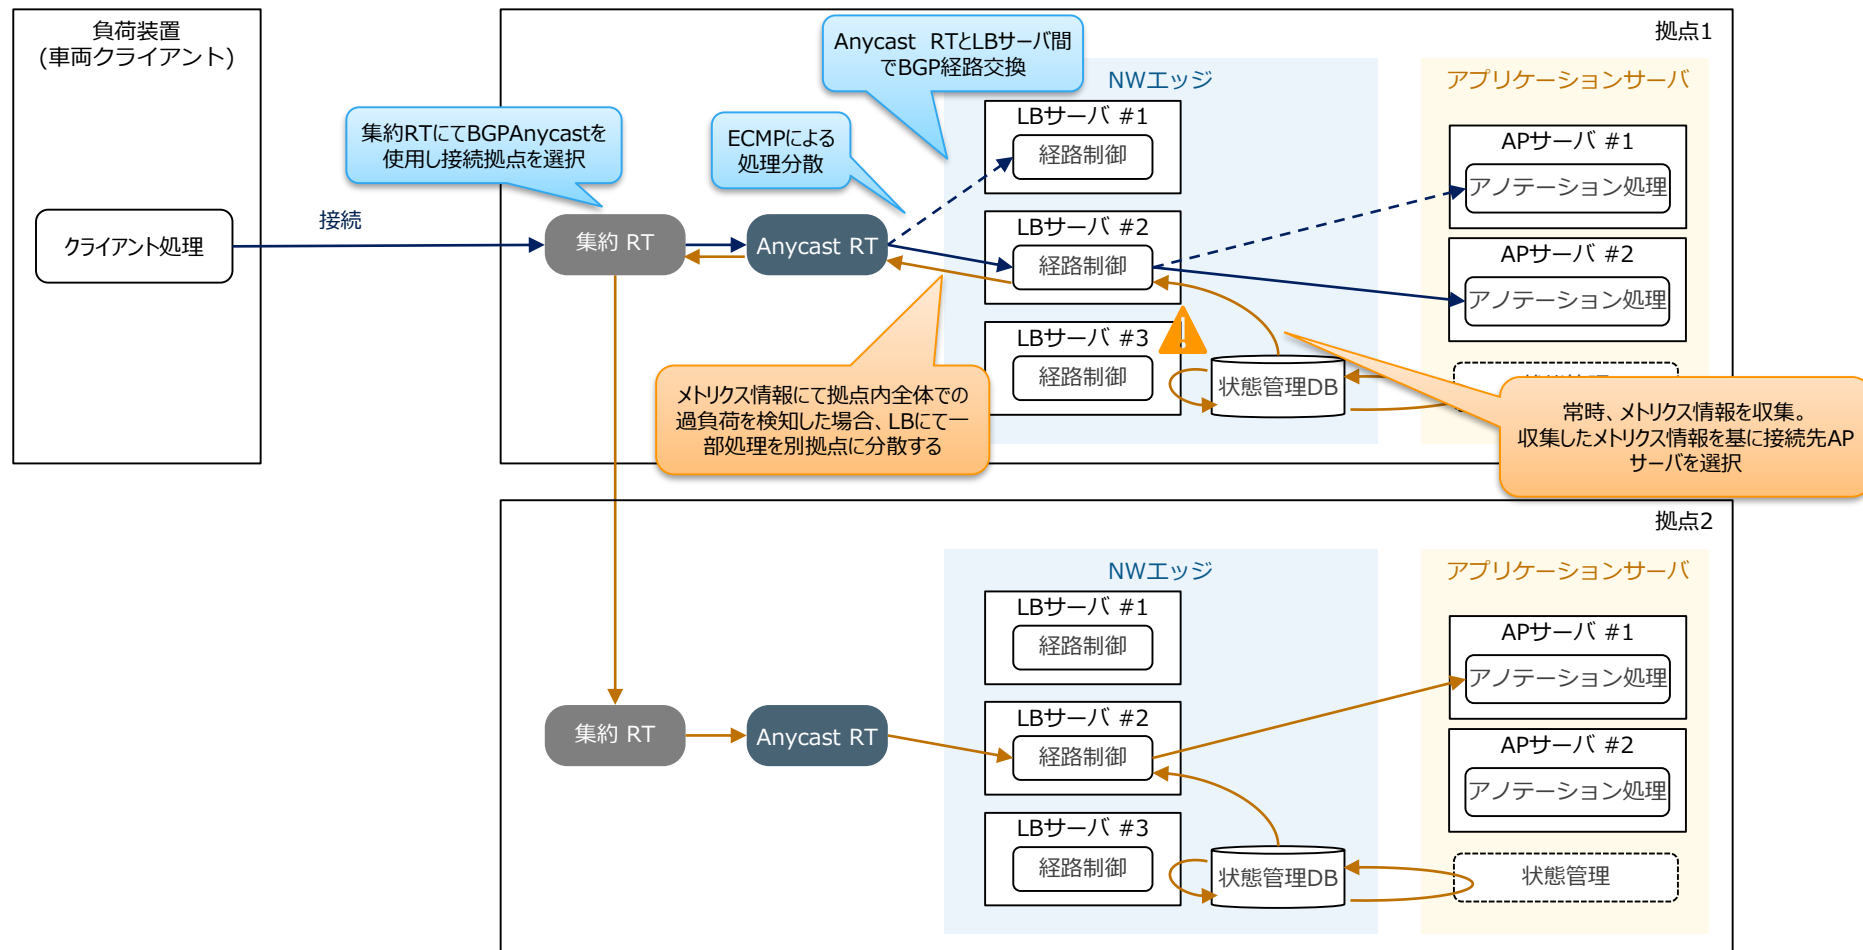 負荷装置
(車両クライアント)
クライアント処理
接続
拠点1
集約RTにてBGPAnycastを
使用し接続拠点を選択
ECMPによる
処理分散
Anycast RTとLBサーバ間
でBGP経路交換
集約 RT
Anycast RT
NWエッジ
LBサーバ #1
経路制御
LBサーバ #2
経路制御
LBサーバ #3
経路制御
状態管理DB
アプリケーションサーバ
APサーバ #1
アノテーション処理
APサーバ #2
アノテーション処理
メトリクス情報にて拠点内全体での
過負荷を検知した場合、LBにて一
部処理を別拠点に分散する
常時、メトリクス情報を収集。
収集したメトリクス情報を基に接続先AP
サーバを選択
拠点2
集約 RT
Anycast RT
NWエッジ
LBサーバ #1
経路制御
LBサーバ #2
経路制御
LBサーバ #3
経路制御
状態管理DB
アプリケーションサーバ
APサーバ #1
アノテーション処理
APサーバ #2
アノテーション処理
状態管理